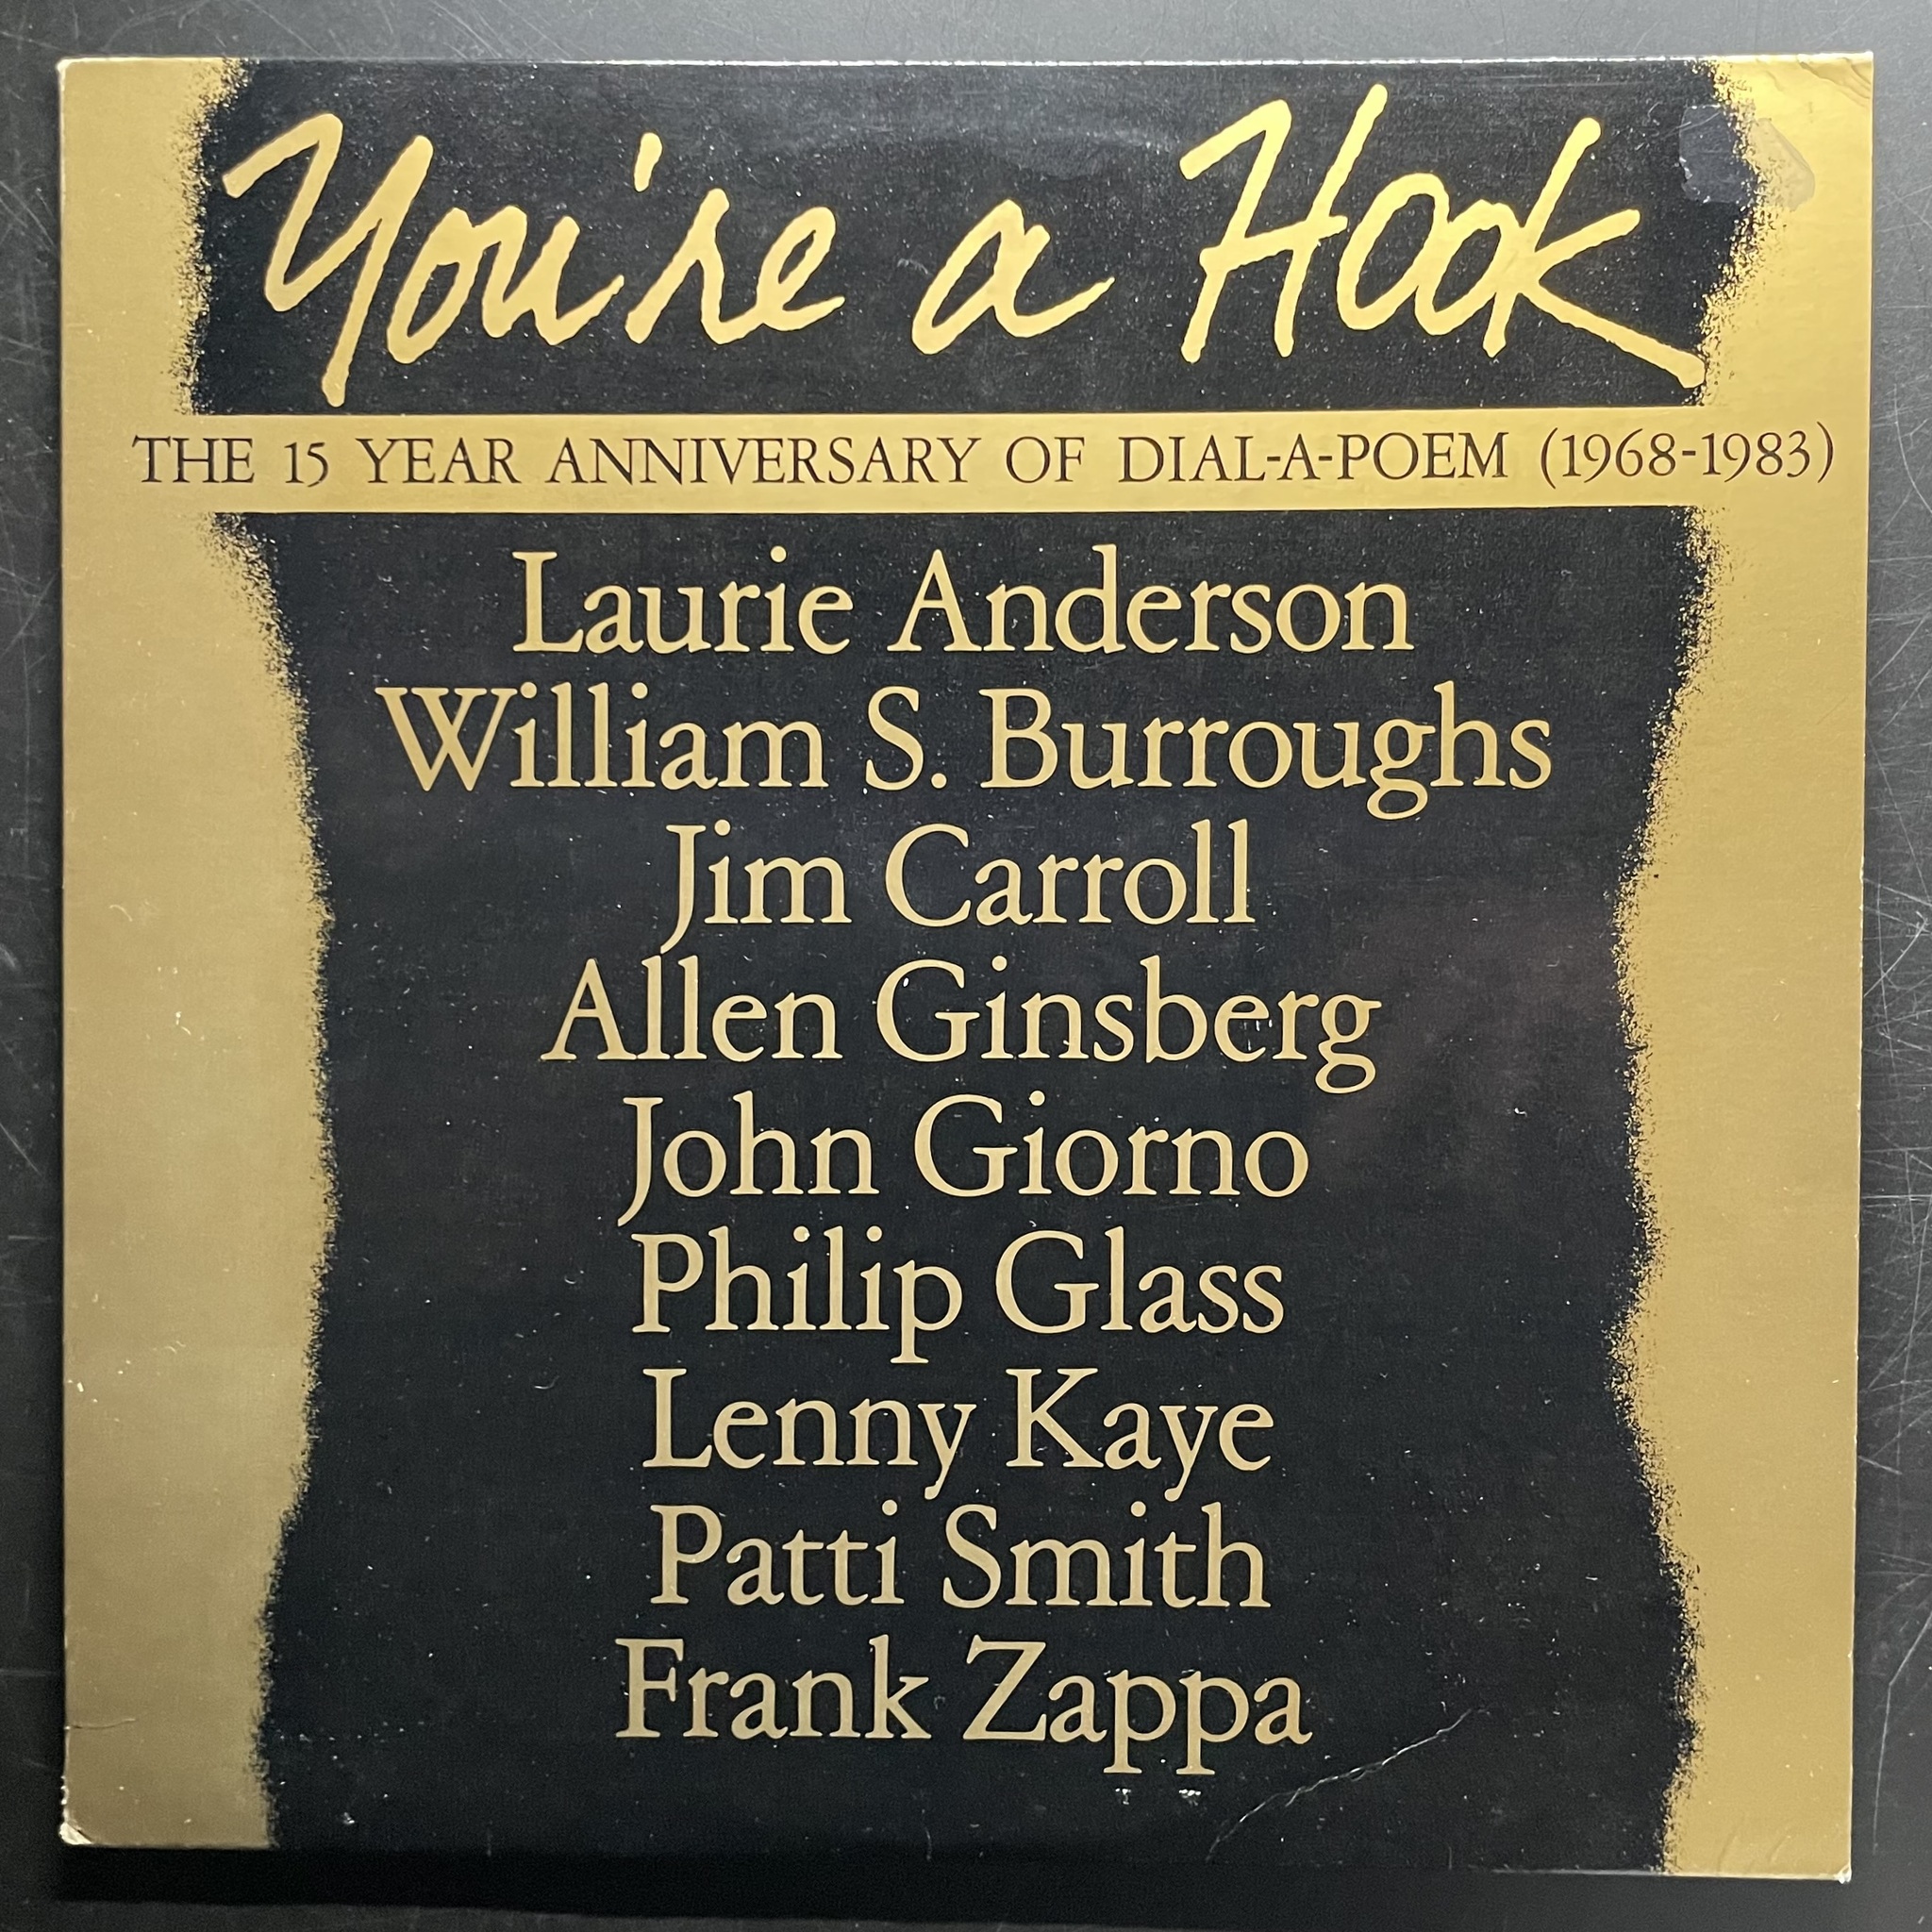 You're a Hook
THE 15 YEAR ANNIVERSARY OF DIAL-A-POEM (1968-1983)
Laurie Anderson
William S. Burroughs
Jim Carroll
Allen Ginsberg
John Giorno
Philip Glass
Lenny Kaye
Patti Smith
Frank Zappa